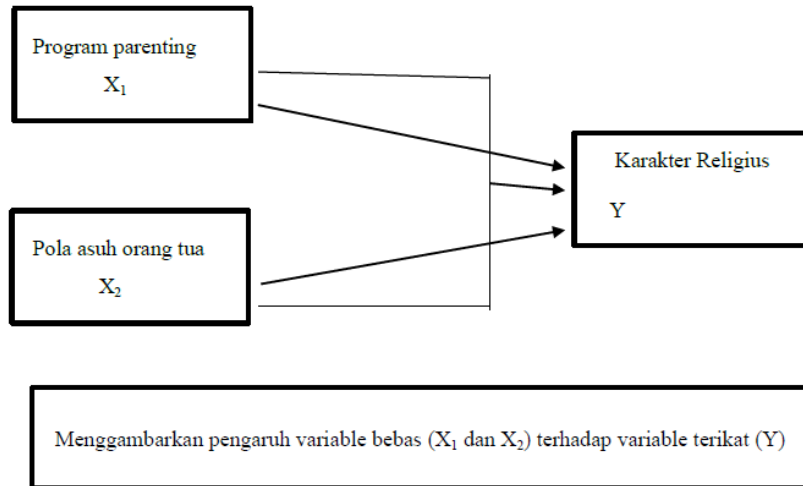 Program parenting
X₁
Karakter Religius
Y
Pola asuh orang tua
X₂
Menggambarkan pengaruh variable bebas (X₁ dan X₂) terhadap variable terikat (Y)